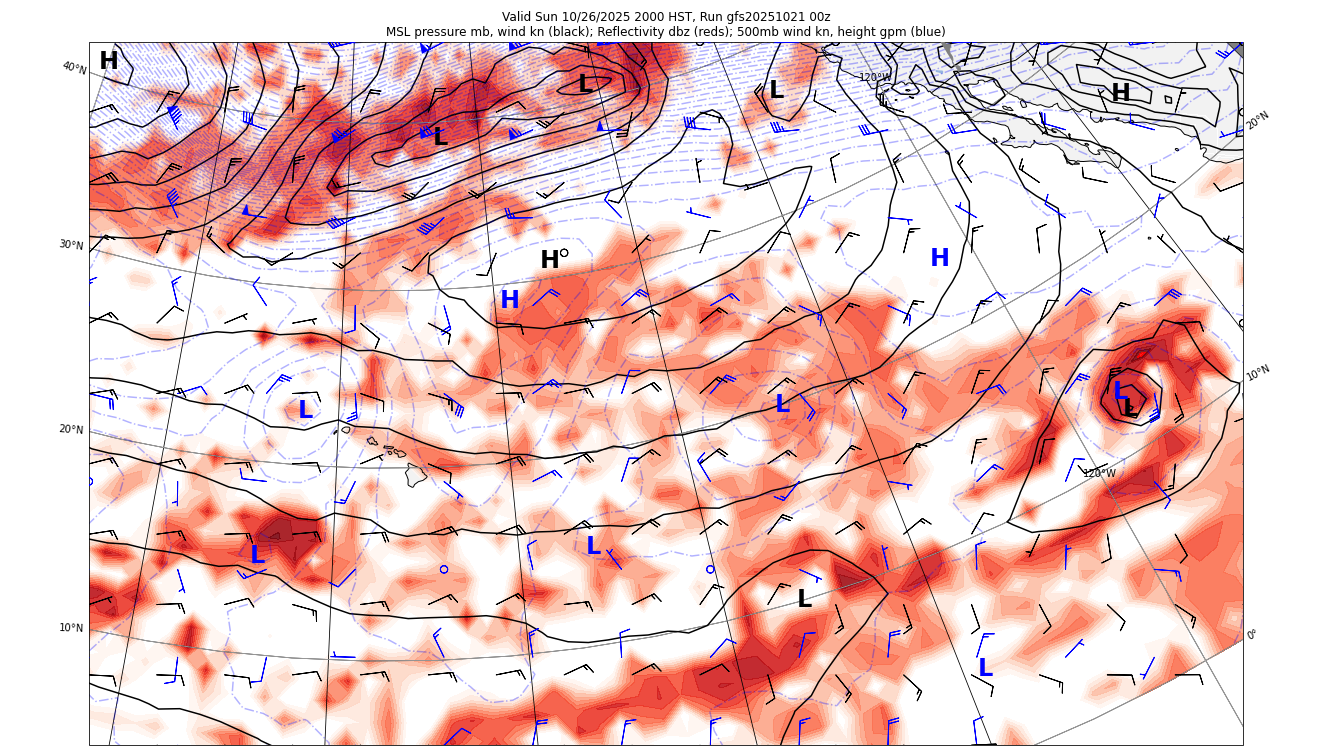 Valid Sun 10/26/2025 2000 HST, Run gfs20251021 00z
MSL pressure mb, wind kn (black); Reflectivity dbz (reds); 500mb wind kn, height gpm (blue)
H
40°N
L
L
120°W
H
20°N
L
30°N
H
H
H
10°N
L
L
L
L
20°N
120°W
L
L
L
10°N
0°
L